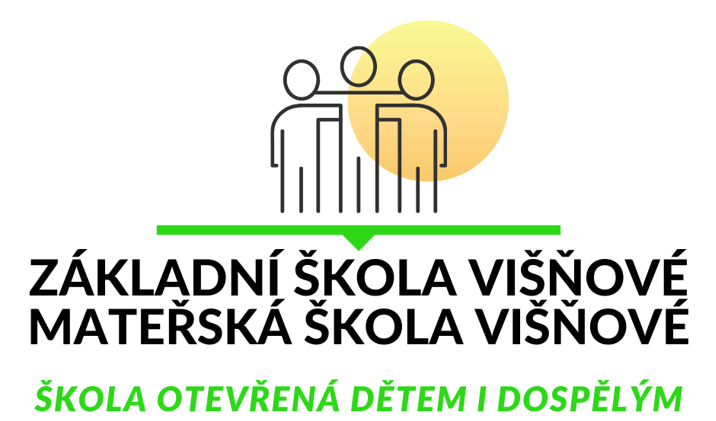 ZÁKLADNÍ ŠKOLA VIŠŇOVÉ
MATEŘSKÁ ŠKOLA VIŠŇOVÉ
ŠKOLA OTEVŘENÁ DĚTEM I DOSPĚLÝM